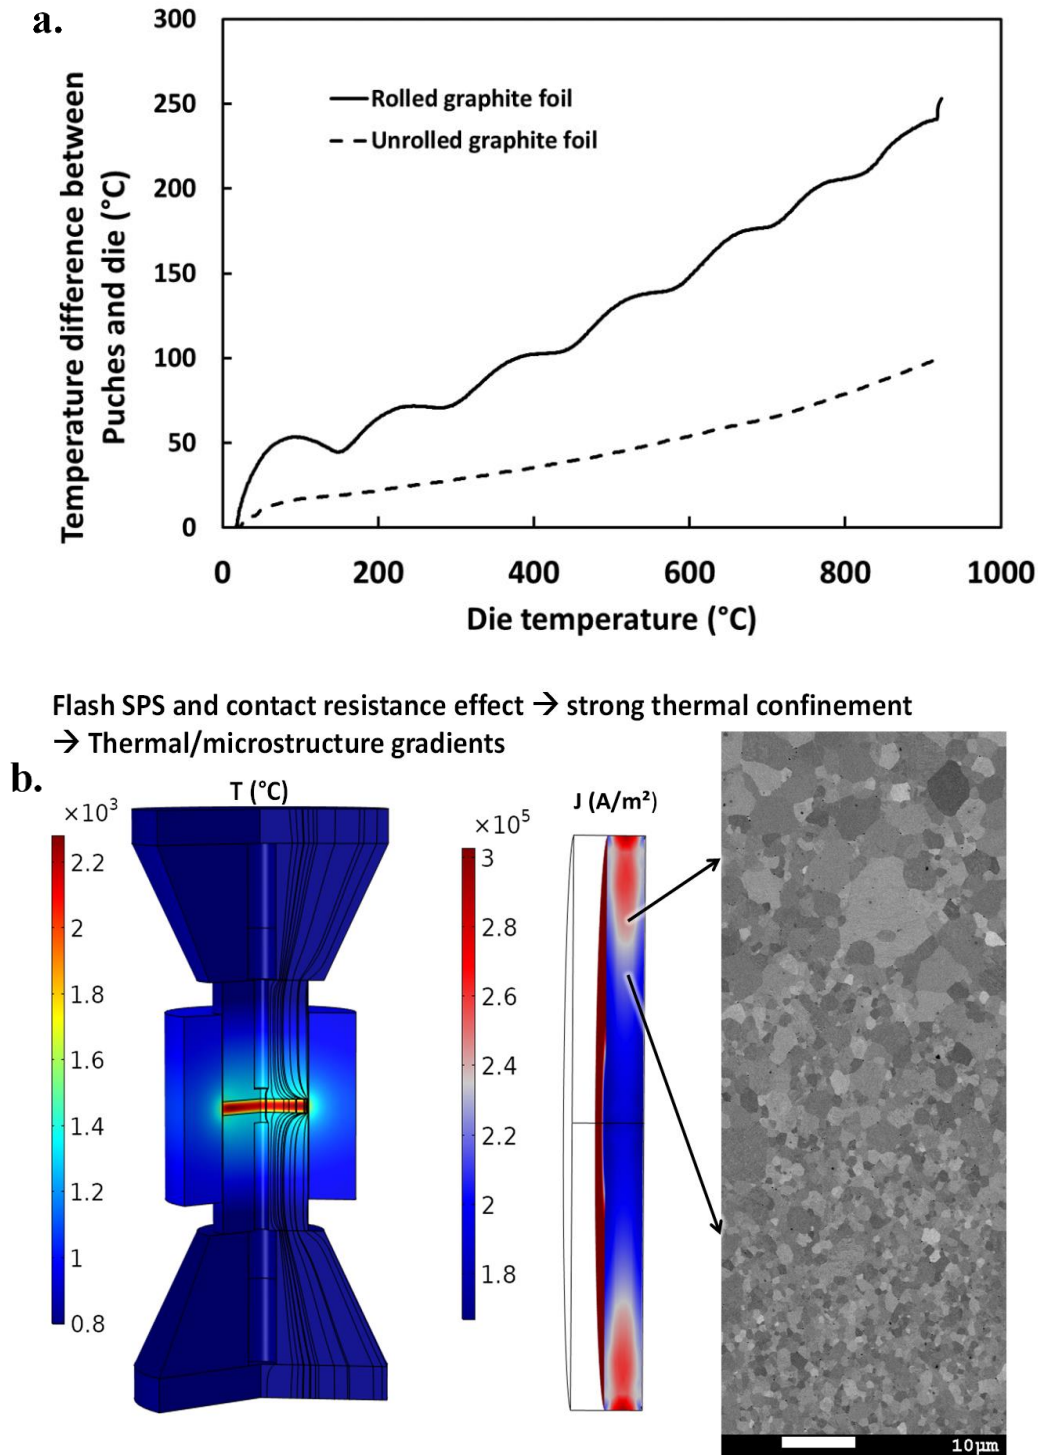 a.
300
250
200
150
100
50
0
Temperature difference between
Puches and die (°C)
Rolled graphite foil
Unrolled graphite foil
0 200 400 600 800 1000
Die temperature (°C)
Flash SPS and contact resistance effect → strong thermal confinement
→ Thermal/microstructure gradients
b.
T (°C)
×10³
2.2
2
1.8
1.6
1.4
1.2
1
0.8
J (A/m²)
×10⁵
3
2.8
2.6
2.4
2.2
2
1.8
10µm